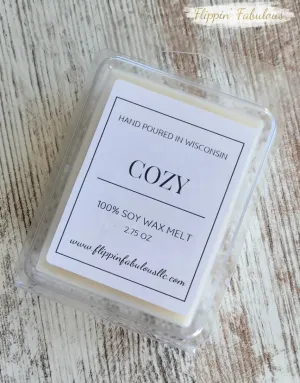 Flippin' Fabulous
HAND POURED IN WISCONSIN
COZY
100% SOY WAX MELT
2.75 OZ
www.flippinfabulousllc.com